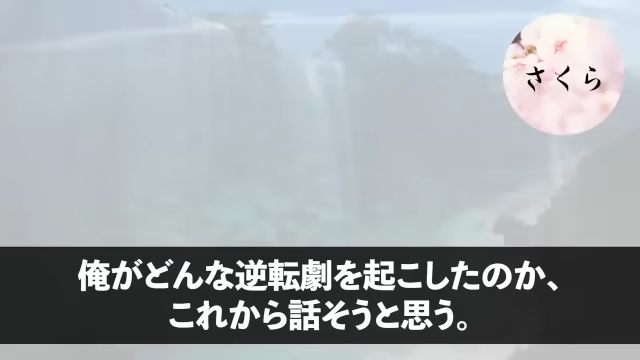 さくら
俺がどんな逆転劇を起こしたのか、
これから話そうと思う。